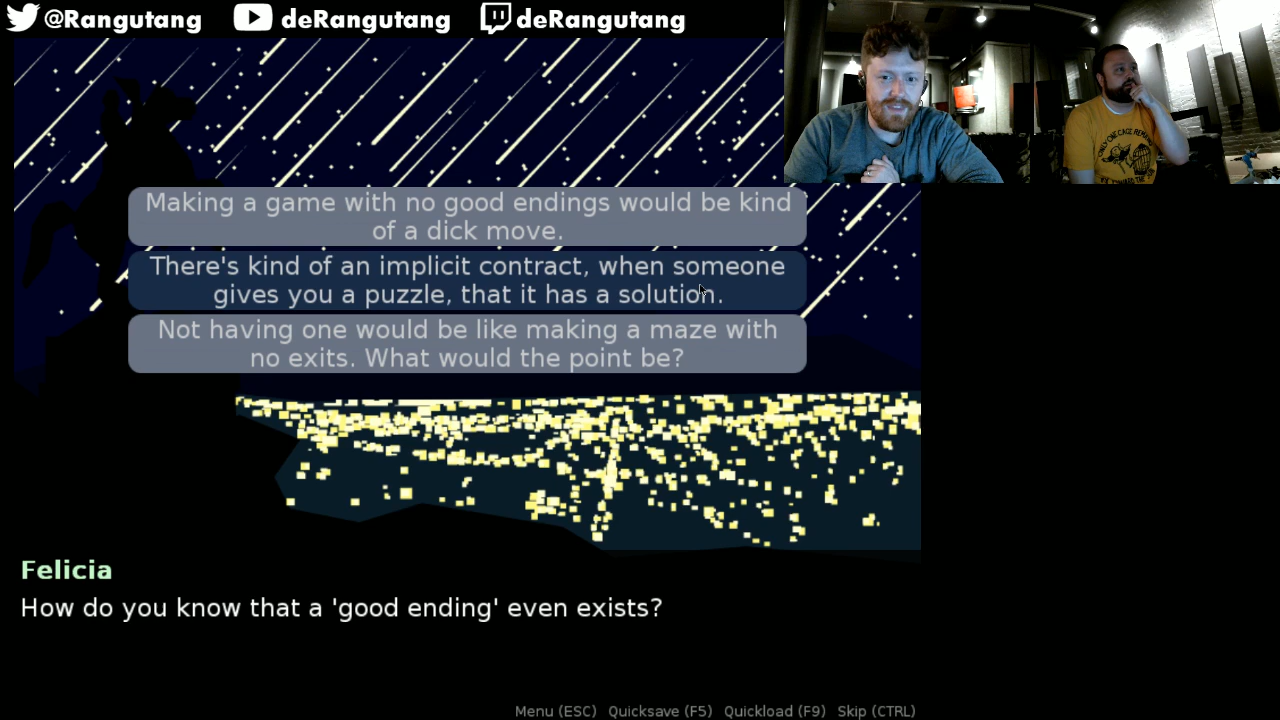 @Rangutang deRangutang deRangutang
Making a game with no good endings would be kind
of a dick move.
There's kind of an implicit contract, when someone
gives you a puzzle, that it has a solution.
Not having one would be like making a maze with
no exits. What would the point be?
Felicia
How do you know that a 'good ending' even exists?
Menu (ESC) Quicksave (F5) Quickload (F9) Skip (CTRL)